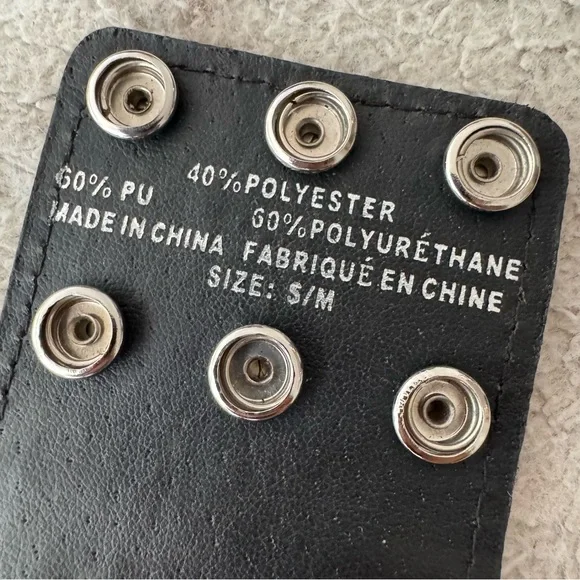 60% PU 40% POLYESTER
60% POLYURÉTHANE
MADE IN CHINA FABRIQUÉ EN CHINE
SIZE: S/M